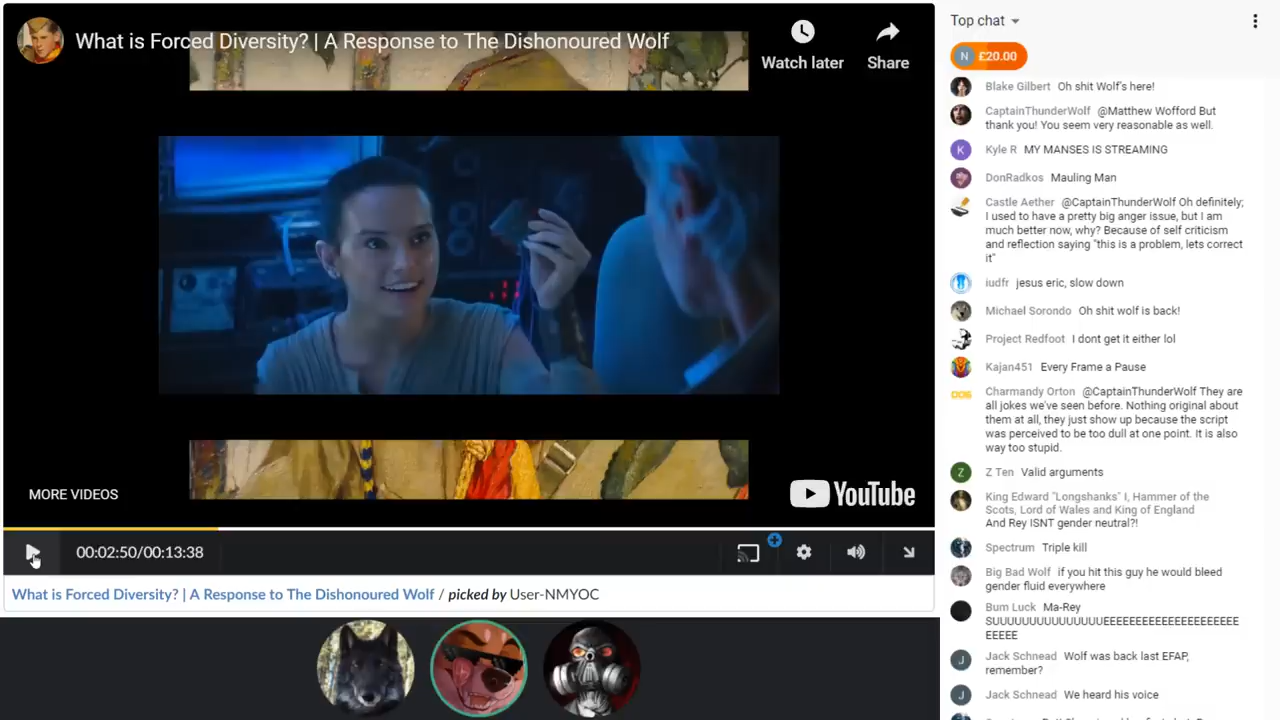 What is Forced Diversity? | A Response to The Dishonoured Wolf
Watch later
Share
MORE VIDEOS
YouTube
00:02:50/00:13:38
What is Forced Diversity? | A Response to The Dishonoured Wolf / picked by User-NMYOC
Top chat
N £20.00
Blake Gilbert Oh shit Wolf's here!
CaptainThunderWolf @Matthew Wofford But
thank you! You seem very reasonable as well.
K Kyle R MY MANSES IS STREAMING
DonRadkos Mauling Man
Castle Aether @CaptainThunderWolf Oh definitely;
I used to have a pretty big anger issue, but I am
much better now, why? Because of self criticism
and reflection saying "this is a problem, lets correct
it"
iudfr jesus eric, slow down
Michael Sorondo Oh shit wolf is back!
Project Redfoot I dont get it either lol
Kajan451 Every Frame a Pause
Charmandy Orton @CaptainThunderWolf They are
all jokes we've seen before. Nothing original about
them at all, they just show up because the script
was perceived to be too dull at one point. It is also
way too stupid.
Z Z Ten Valid arguments
King Edward "Longshanks" I, Hammer of the
Scots, Lord of Wales and King of England
And Rey ISNT gender neutral?!
Spectrum Triple kill
Big Bad Wolf if you hit this guy he would bleed
gender fluid everywhere
Bum Luck Ma-Rey
SUUUUUUUUUUUUUUUEEEEEEEEEEEEEEEEEEEEE
EEEEE
J Jack Schnead Wolf was back last EFAP,
remember?
J Jack Schnead We heard his voice